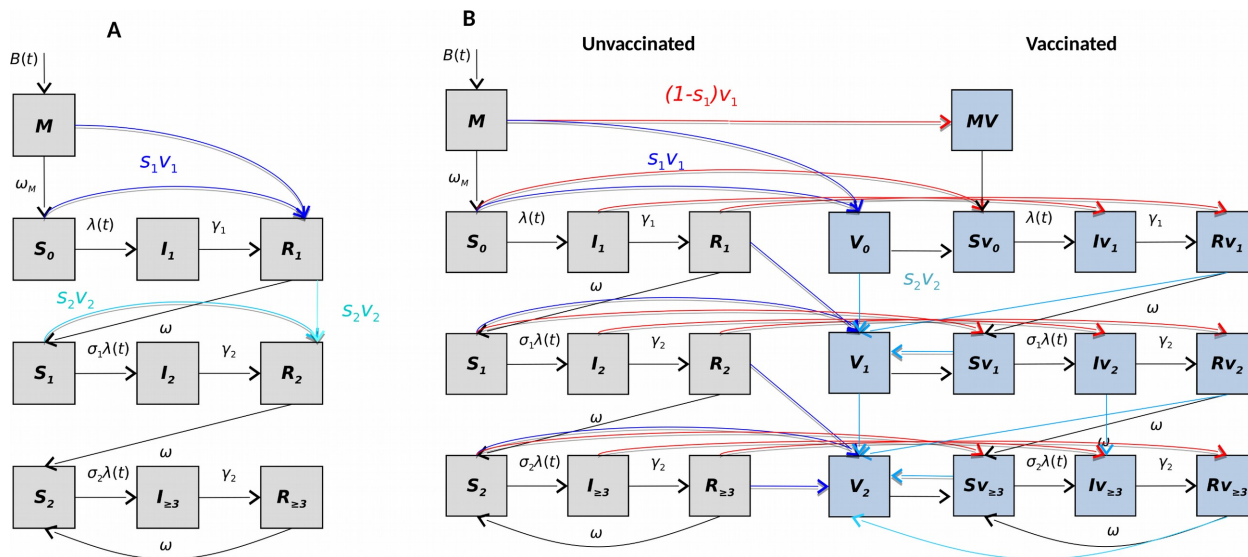 A
B(t)
M
s₁v₁
ω_M
λ(t)
γ₁
S₀
I₁
R₁
s₂v₂
s₂v₂
ω
σ₁λ(t)
γ₂
S₁
I₂
R₂
ω
σ₂λ(t)
γ₂
S₂
I≥₃
R≥₃
ω
B
Unvaccinated
Vaccinated
B(t)
(1-s₁)v₁
M
MV
s₁v₁
ω_M
λ(t)
γ₁
λ(t)
γ₁
S₀
I₁
R₁
V₀
Sv₀
Iv₁
Rv₁
ω
s₂v₂
ω
σ₁λ(t)
γ₂
σ₁λ(t)
γ₂
S₁
I₂
R₂
V₁
Sv₁
Iv₂
Rv₂
ω
ω
ω
σ₂λ(t)
γ₂
σ₂λ(t)
γ₂
S₂
I≥₃
R≥₃
V₂
Sv≥₃
Iv≥₃
Rv≥₃
ω
ω